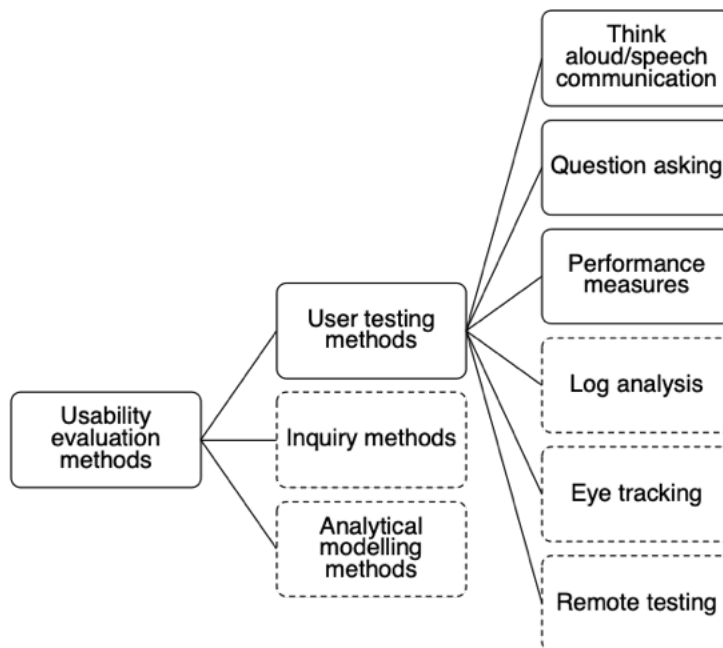 Think
aloud/speech
communication
Question asking
Performance
measures
User testing
methods
Log analysis
Usability
evaluation
methods
Inquiry methods
Eye tracking
Analytical
modelling
methods
Remote testing